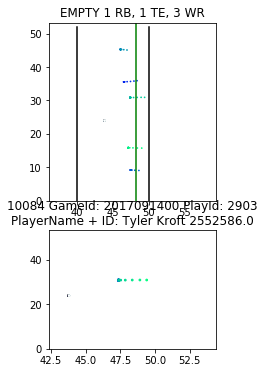 EMPTY 1 RB, 1 TE, 3 WR
50
40
30
20
10
0
40 45 50 55
10084 GameId: 2017091400 PlayId: 2903
PlayerName + ID: Tyler Kroft 2552586.0
40
20
0
42.5 45.0 47.5 50.0 52.5